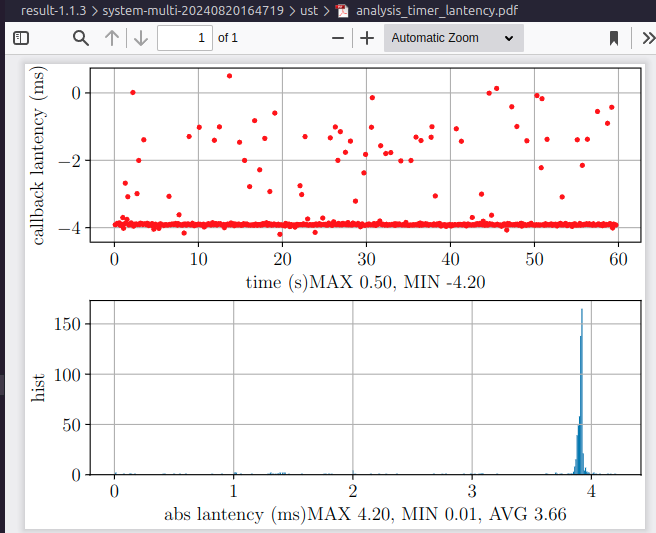 result-1.1.3 > system-multi-20240820164719 > ust > analysis_timer_lantency.pdf
1 of 1 Automatic Zoom
callback lantency (ms)
0
−2
−4
0 10 20 30 40 50 60
time (s)MAX 0.50, MIN -4.20
hist
150
100
50
0
0 1 2 3 4
abs lantency (ms)MAX 4.20, MIN 0.01, AVG 3.66